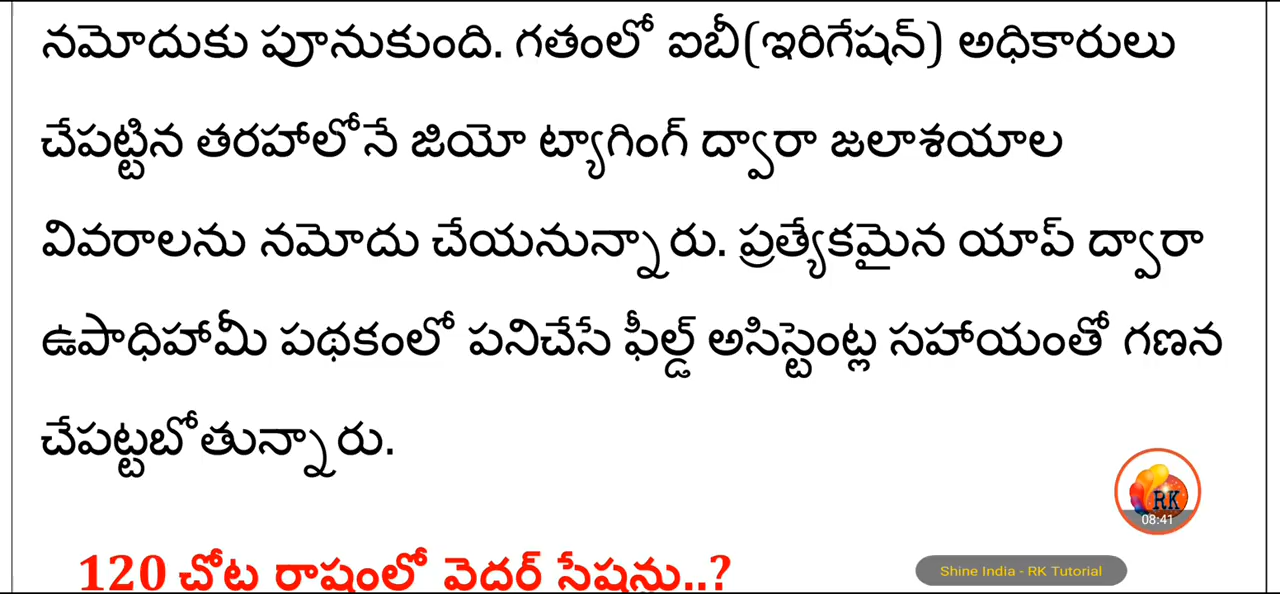 నమోదుకు పూనుకుంది. గతంలో ఐబీ(ఇరిగేషన్) అధికారులు
చేపట్టిన తరహాలోనే జియో ట్యాగింగ్ ద్వారా జలాశయాల
వివరాలను నమోదు చేయనున్నారు. ప్రత్యేకమైన యాప్ ద్వారా
ఉపాధిహామీ పథకంలో పనిచేసే ఫీల్డ్ అసిస్టెంట్ల సహాయంతో గణన
చేపట్టబోతున్నారు.
RK
08:41
120 చోట రాష్ట్రంలో వెదర్ స్టేషను..?
Shine India - RK Tutorial